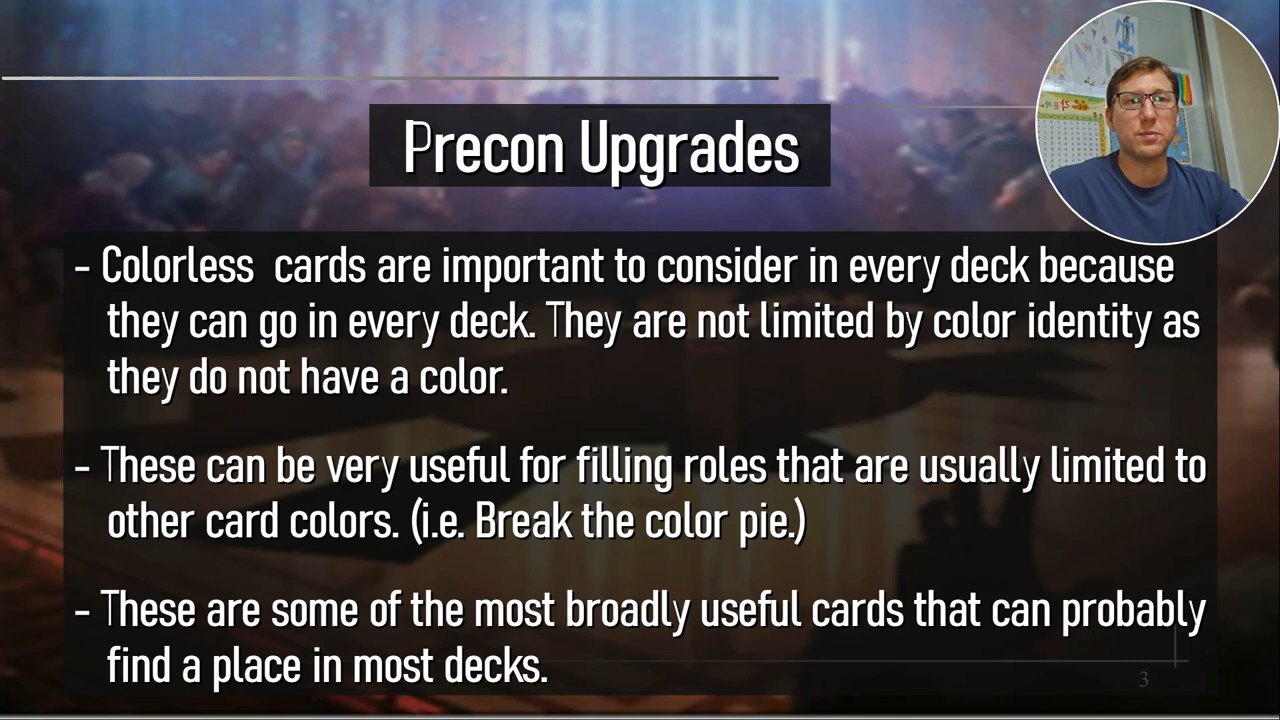 Precon Upgrades
- Colorless  cards are important to consider in every deck because
they can go in every deck. They are not limited by color identity as
they do not have a color.
- These can be very useful for filling roles that are usually limited to
other card colors. (i.e. Break the color pie.)
- These are some of the most broadly useful cards that can probably
find a place in most decks.
3